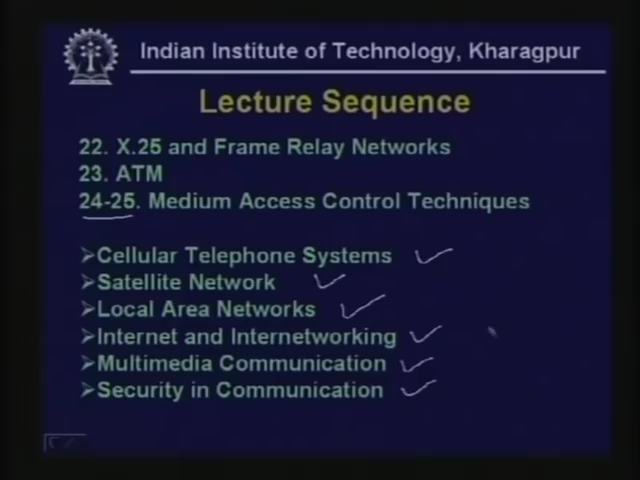 Indian Institute of Technology, Kharagpur
Lecture Sequence
22. X.25 and Frame Relay Networks
23. ATM
24-25. Medium Access Control Techniques
➢Cellular Telephone Systems
➢Satellite Network
➢Local Area Networks
➢Internet and Internetworking
➢Multimedia Communication
➢Security in Communication